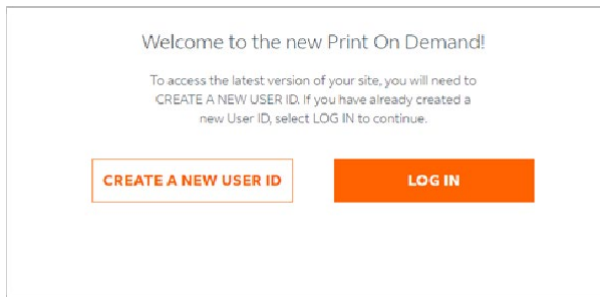 Welcome to the new Print On Demand!
To access the latest version of your site, you will need to
CREATE A NEW USER ID. If you have already created a
new User ID, select LOG IN to continue.
CREATE A NEW USER ID
LOG IN